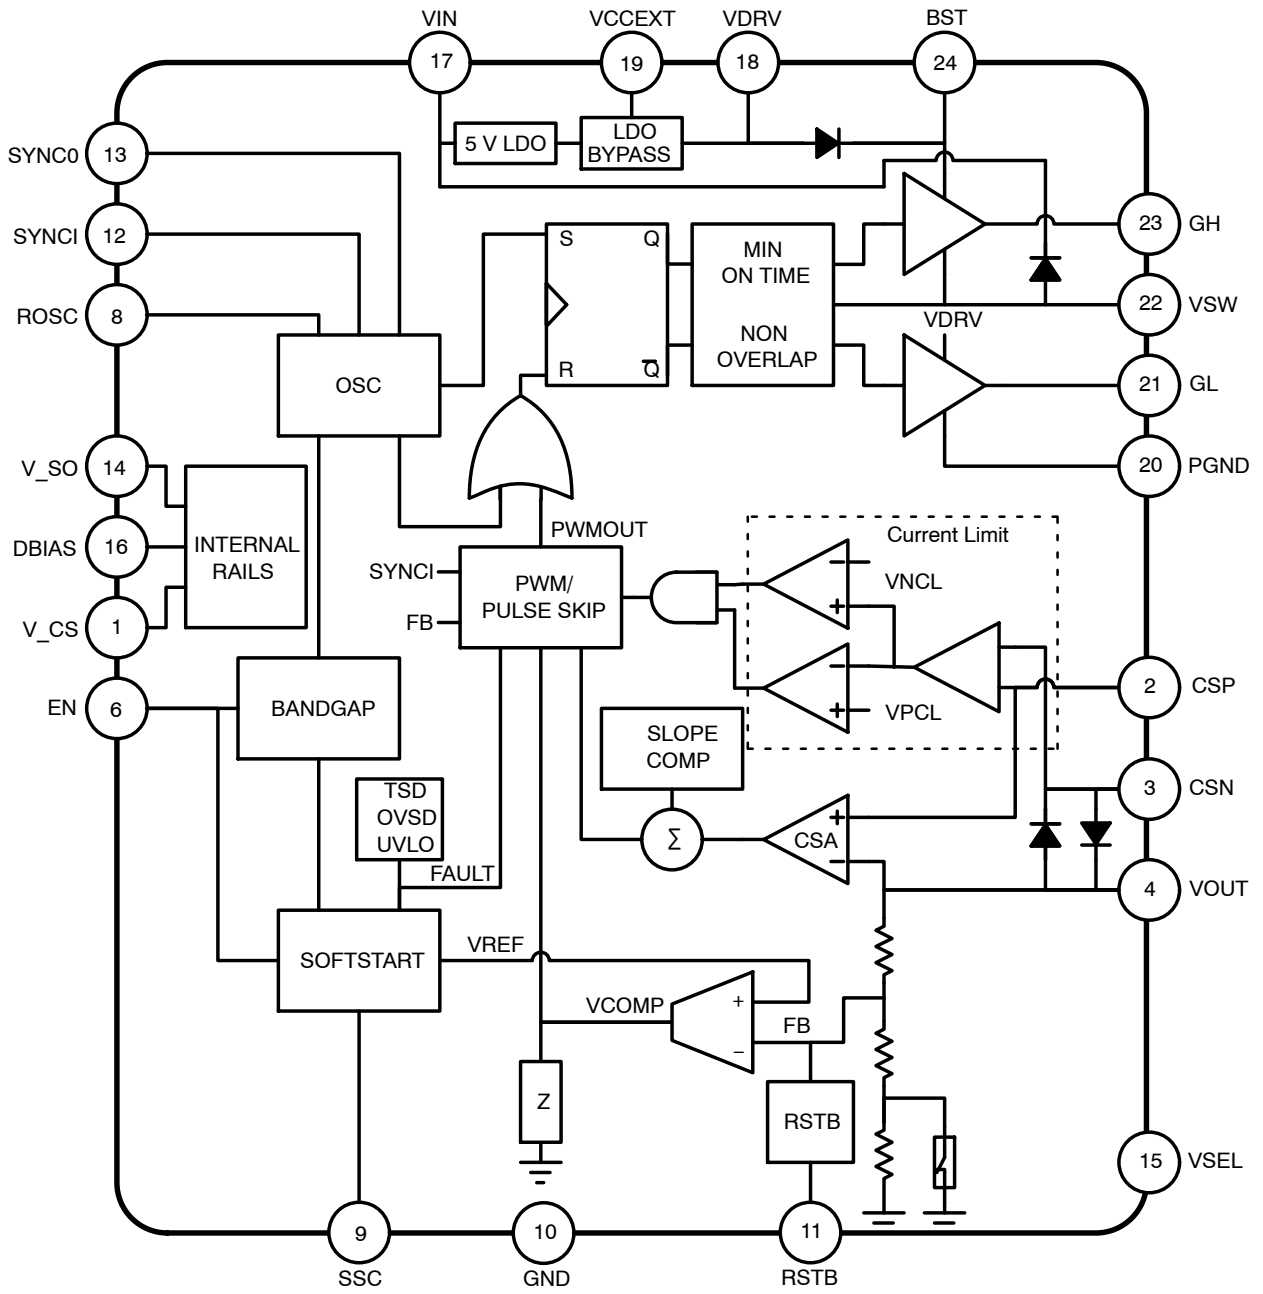 VIN
VCCEXT
VDRV
BST
17
19
18
24
SYNC0
13
5 V LDO
LDO
BYPASS
SYNCI
12
S
Q
MIN
ON TIME
23
GH
ROSC
8
22
VSW
VDRV
NON
OVERLAP
OSC
R
Q̅
21
GL
V_SO
14
20
PGND
PWMOUT
Current Limit
DBIAS
16
INTERNAL
RAILS
SYNCI
FB
PWM/
PULSE SKIP
VNCL
V_CS
1
2
CSP
EN
6
BANDGAP
VPCL
SLOPE
COMP
TSD
OVSD
UVLO
3
CSN
Σ
CSA
FAULT
4
VOUT
SOFTSTART
VREF
VCOMP
FB
Z
RSTB
15
VSEL
9
10
11
SSC
GND
RSTB